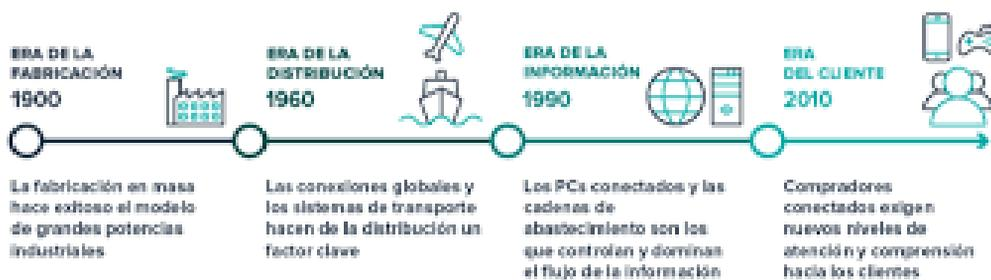 ERA DE LA
FABRICACIÓN
1900
La fabricación en masa
hace exitoso el modelo
de grandes potencias
industriales
ERA DE LA
DISTRIBUCIÓN
1960
Las conexiones globales y
los sistemas de transporte
hacen de la distribución un
factor clave
ERA DE LA
INFORMACIÓN
1990
Los PCs conectados y las
cadenas de
abastecimiento son los
que controlan y dominan
el flujo de la información
ERA
DEL CLIENTE
2010
Compradores
conectados exigen
nuevos niveles de
atención y comprensión
hacia los clientes